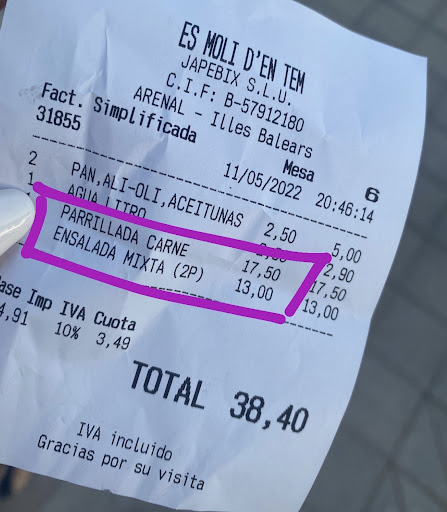 ES MOLI D'EN TEM
JAPEBIX S.L.U.
C.I.F: B-57912180
ARENAL - Illes Balears
Fact. Simplificada
31855
Mesa 6
11/05/2022 20:46:14
2 PAN,ALI-OLI,ACEITUNAS 2,50 5,00
1 AGUA LITRO 2,90
PARRILLADA CARNE 17,50 17,50
ENSALADA MIXTA (2P) 13,00 13,00
ase Imp IVA Cuota
4,91 10% 3,49
TOTAL 38,40
IVA incluido
Gracias por su visita